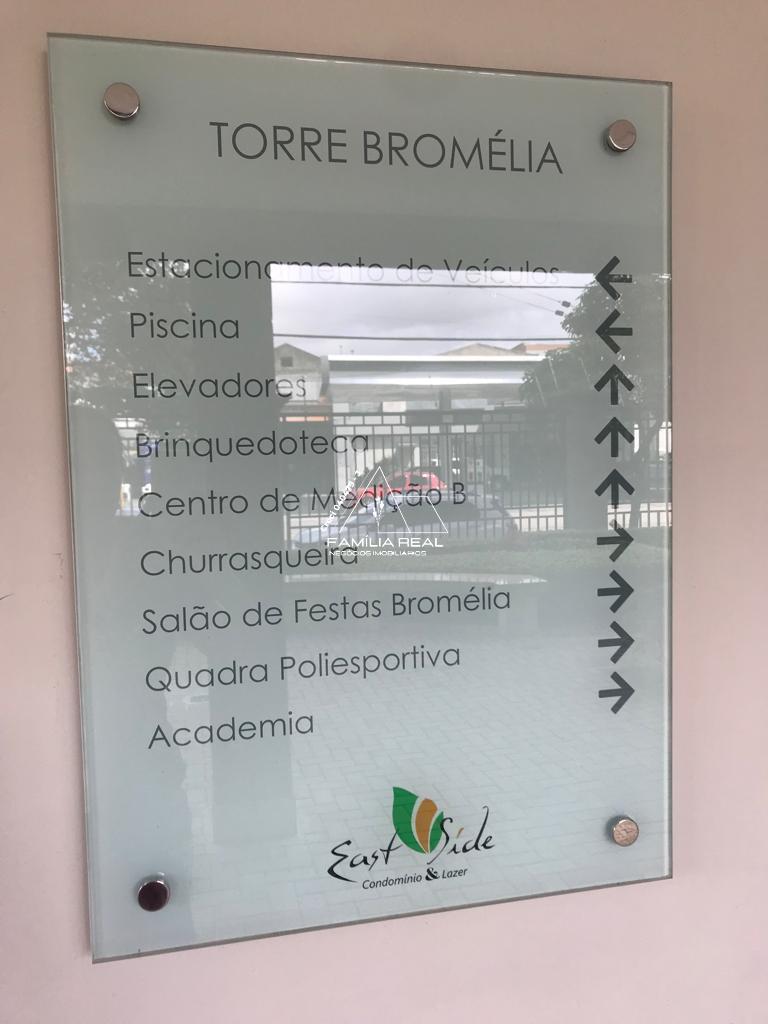 TORRE BROMÉLIA
Estacionamento de Veículos ←
Piscina ←
Elevadores ↑
Brinquedoteca ↑
Centro de Medição B ↑
Churrasqueira →
Salão de Festas Bromélia →
Quadra Poliesportiva →
Academia →
FAMÍLIA REAL
NEGÓCIOS IMOBILIÁRIOS
East Side
Condomínio & Lazer